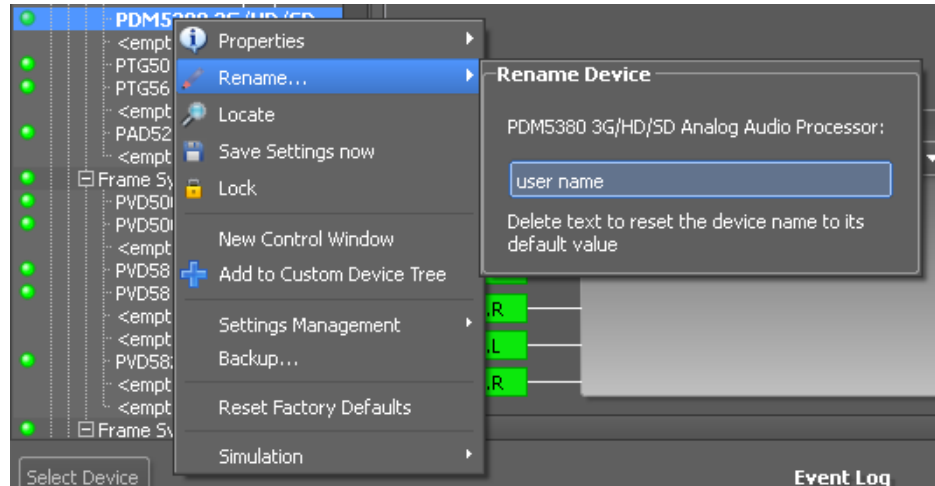 PDM5380 3G/HD/SD
<empt
PTG50
PTG56
<empt
PAD52
<empt
Frame Sy
PVD50
PVD50
<empt
PVD58
PVD58
<empt
<empt
PVD58
<empt
<empt
Frame Sy
Select Device
Properties
Rename...
Locate
Save Settings now
Lock
New Control Window
Add to Custom Device Tree
Settings Management
Backup...
Reset Factory Defaults
Simulation
Rename Device
PDM5380 3G/HD/SD Analog Audio Processor:
user name
Delete text to reset the device name to its
default value
.R
.L
.R
Event Log